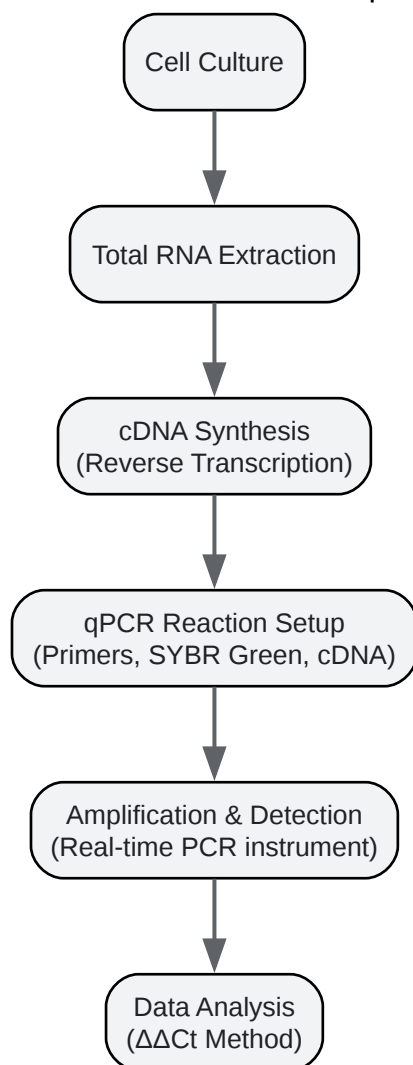 Cell Culture
Total RNA Extraction
cDNA Synthesis
(Reverse Transcription)
qPCR Reaction Setup
(Primers, SYBR Green, cDNA)
Amplification & Detection
(Real-time PCR instrument)
Data Analysis
(ΔΔCt Method)